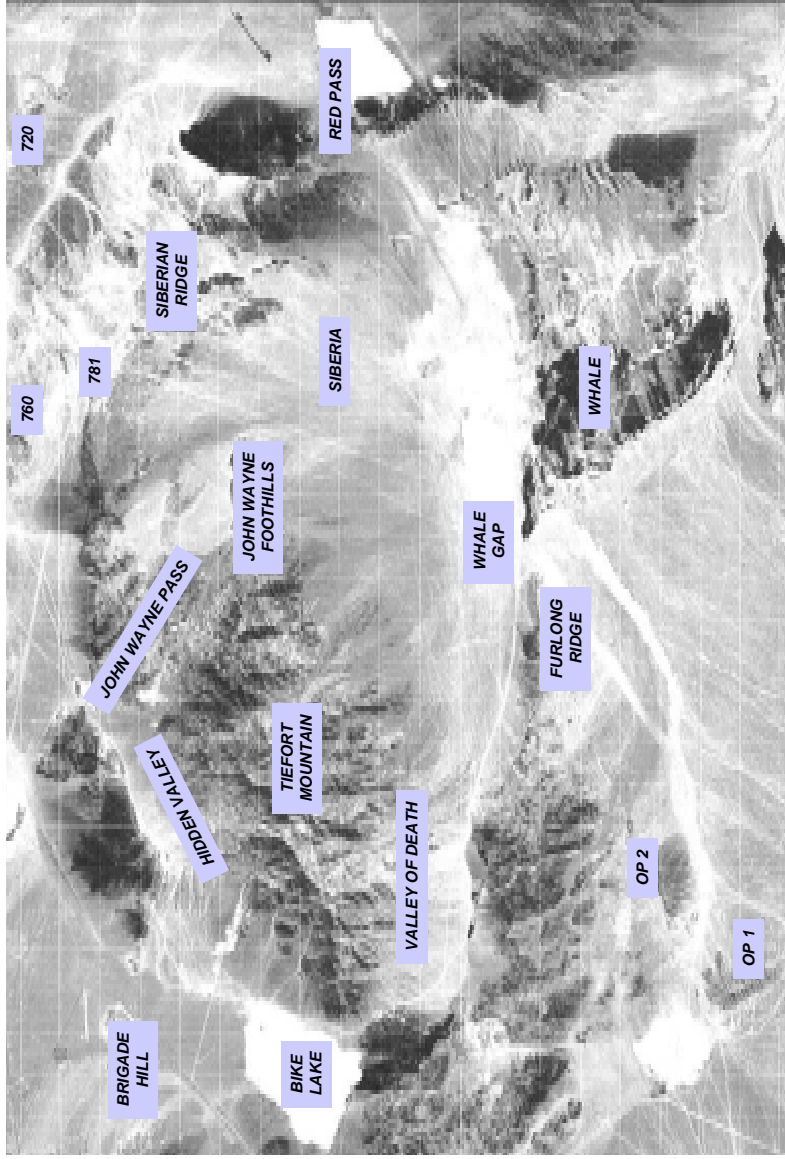 760
720
781
BRIGADE
HILL
JOHN WAYNE PASS
SIBERIAN
RIDGE
HIDDEN VALLEY
JOHN WAYNE
FOOTHILLS
TIEFORT
MOUNTAIN
BIKE
LAKE
SIBERIA
RED PASS
VALLEY OF DEATH
WHALE
GAP
FURLONG
RIDGE
WHALE
OP 2
OP 1